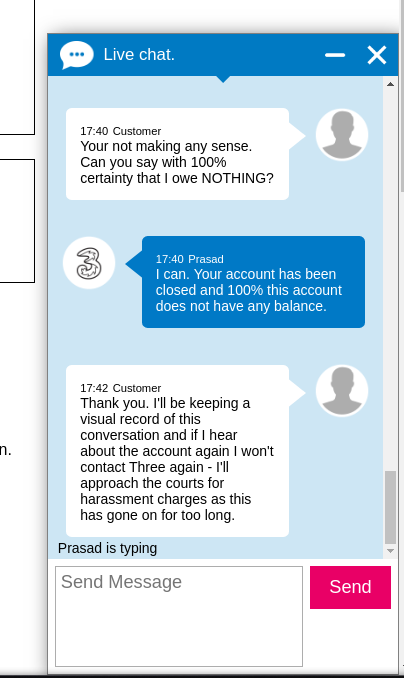 Live chat.
17:40 Customer
Your not making any sense.
Can you say with 100%
certainty that I owe NOTHING?
3
17:40 Prasad
I can. Your account has been
closed and 100% this account
does not have any balance.
17:42 Customer
Thank you. I'll be keeping a
visual record of this
conversation and if I hear
about the account again I won't
contact Three again - I'll
approach the courts for
harassment charges as this
has gone on for too long.
n.
Prasad is typing
Send Message
Send